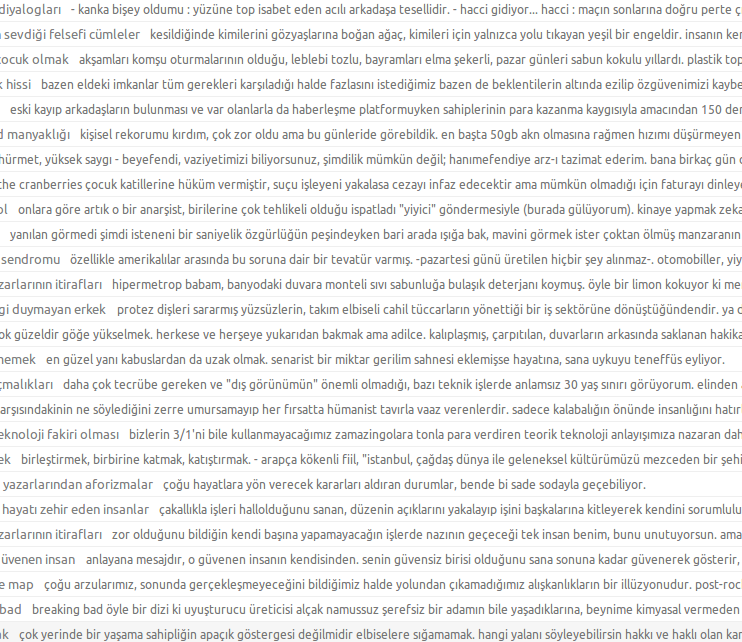 diyalogları - kanka bişey oldumu : yüzüne top isabet eden acılı arkadaşa tesellidir. - hacci gidiyor... hacci : maçın sonlarına doğru perte ç
sevdiği felsefi cümleler kesildiğinde kimilerini gözyaşlarına boğan ağaç, kimileri için yalnızca yolu tıkayan yeşil bir engeldir. insanın ker
çocuk olmak akşamları komşu oturmalarının olduğu, leblebi tozlu, bayramları elma şekerli, pazar günleri sabun kokulu yıllardı. plastik top
hissi bazen eldeki imkanlar tüm gerekleri karşıladığı halde fazlasını istediğimiz bazen de beklentilerin altında ezilip özgüvenimizi kaybe
eski kayıp arkadaşların bulunması ve var olanlarla da haberleşme platformuyken sahiplerinin para kazanma kaygısıyla amacından 150 der
manyaklığı kişisel rekorumu kırdım, çok zor oldu ama bu günleride görebildik. en başta 50gb akn olmasına rağmen hızımı düşürmeyen
hürmet, yüksek saygı - beyefendi, vaziyetimizi biliyorsunuz, şimdilik mümkün değil; hanımefendiye arz-ı tazimat ederim. bana birkaç gün
the cranberries çocuk katillerine hüküm vermiştir, suçu işleyeni yakalasa cezayı infaz edecektir ama mümkün olmadığı için faturayı dinleye
ol onlara göre artık o bir anarşist, birilerine çok tehlikeli olduğu ispatladı "yiyici" göndermesiyle (burada gülüyorum). kinaye yapmak zeka
yanılan görmedi şimdi isteneni bir saniyelik özgürlüğün peşindeyken bari arada ışığa bak, mavini görmek ister çoktan ölmüş manzaranın
sendromu özellikle amerikalılar arasında bu soruna dair bir tevatür varmış. -pazartesi günü üretilen hiçbir şey alınmaz-. otomobiller, yiy
zarlarının itirafları hipermetrop babam, banyodaki duvara monteli sıvı sabunluğa bulaşık deterjanı koymuş. öyle bir limon kokuyor ki me
gi duymayan erkek protez dişleri sararmış yüzsüzlerin, takım elbiseli cahil tüccarların yönettiği bir iş sektörüne dönüştüğündendir. ya
ok güzeldir göğe yükselmek. herkese ve herşeye yukarıdan bakmak ama adilce. kalıplaşmış, çarpıtılan, duvarların arkasında saklanan hakika
nemek en güzel yanı kabuslardan da uzak olmak. senarist bir miktar gerilim sahnesi eklemişse hayatına, sana uykuyu teneffüs eyliyor.
çmalıkları daha çok tecrübe gereken ve "dış görünümün" önemli olmadığı, bazı teknik işlerde anlamsız 30 yaş sınırı görüyorum. elinden
arşısındakinin ne söylediğini zerre umursamayıp her fırsatta hümanist tavırla vaaz verenlerdir. sadece kalabalığın önünde insanlığını hatır
eknoloji fakiri olması bizlerin 3/1'ni bile kullanmayacağımız zamazingolara tonla para verdiren teorik teknoloji anlayışımıza nazaran dah
ek birleştirmek, birbirine katmak, katıştırmak. - arapça kökenli fiil, "istanbul, çağdaş dünya ile geleneksel kültürümüzü mezceden bir şehi
yazarlarından aforizmalar çoğu hayatlara yön verecek kararları aldıran durumlar, bende bi sade sodayla geçebiliyor.
hayatı zehir eden insanlar çakallıkla işleri hallolduğunu sanan, düzenin açıklarını yakalayıp işini başkalarına kitleyerek kendini sorumlulu
zarlarının itirafları zor olduğunu bildiğin kendi başına yapamayacağın işlerde nazının geçeceği tek insan benim, bunu unutuyorsun. ama
üvenen insan anlayana mesajdır, o güvenen insanın kendisinden. senin güvensiz birisi olduğunu sana sonuna kadar güvenerek gösterir,
e map çoğu arzularımız, sonunda gerçekleşmeyeceğini bildiğimiz halde yolundan çıkamadığımız alışkanlıkların bir illüzyonudur. post-roc
bad breaking bad öyle bir dizi ki uyuşturucu üreticisi alçak namussuz şerefsiz bir adamın bile yaşadıklarına, beynime kimyasal vermeden
ak çok yerinde bir yaşama sahipliğin apaçık göstergesi değilmidir elbiselere sığamamak. hangi yalanı söyleyebilirsin hakkı ve haklı olan kar